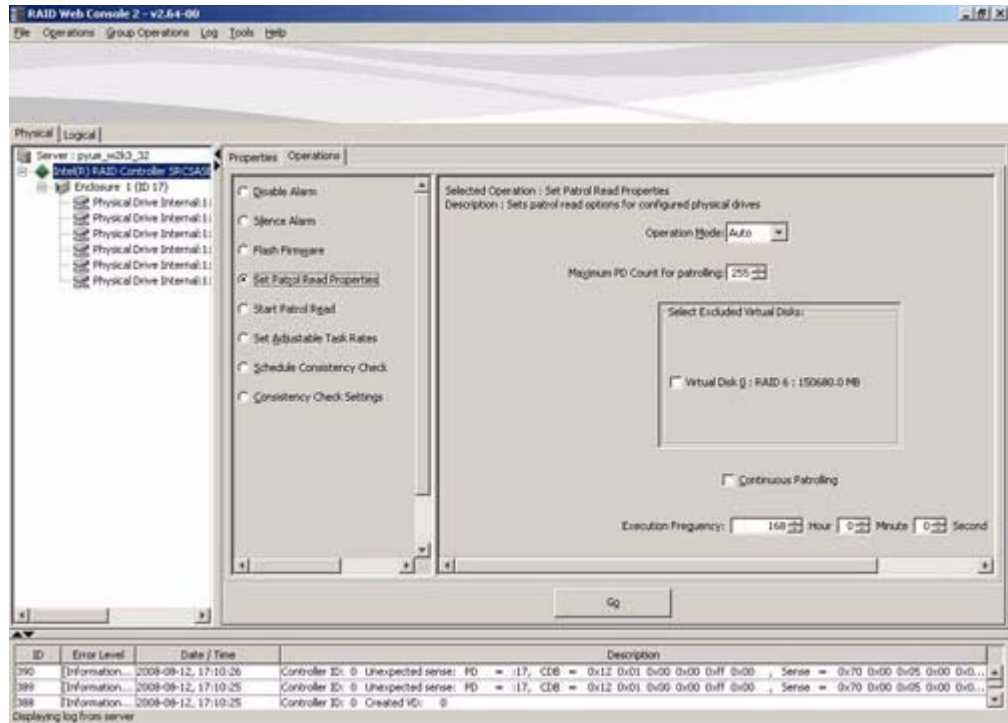 RAID Web Console 2 - v2.64-00
File Operations Group Operations Log Tools Help
Physical Logical
Server : pyue_w2k3_32
Intel(R) RAID Controller SRCSAS
Enclosure 1 (ID 17)
Physical Drive Internal:1:
Physical Drive Internal:1:
Physical Drive Internal:1:
Physical Drive Internal:1:
Physical Drive Internal:1:
Physical Drive Internal:1:
Properties Operations
Disable Alarm
Silence Alarm
Flash Firmware
Set Patrol Read Properties
Start Patrol Read
Set Adjustable Task Rates
Schedule Consistency Check
Consistency Check Settings
Selected Operation : Set Patrol Read Properties
Description : Sets patrol read options for configured physical drives
Operation Mode: Auto
Maximum PD Count for patrolling: 255
Select Excluded Virtual Disks:
Virtual Disk 0 : RAID 6 : 150680.0 MB
Continuous Patrolling
Execution Frequency: 168 Hour 0 Minute 0 Second
Go
ID Error Level Date / Time Description
390 [Information... 2008-08-12, 17:10:26 Controller ID: 0 Unexpected sense: PD = :17, CDB = 0x12 0x01 0x00 0x00 0xff 0x00 , Sense = 0x70 0x00 0x05 0x00 0x0...
389 [Information... 2008-08-12, 17:10:25 Controller ID: 0 Unexpected sense: PD = :17, CDB = 0x12 0x01 0x00 0x00 0xff 0x00 , Sense = 0x70 0x00 0x05 0x00 0x0...
388 [Information... 2008-08-12, 17:10:25 Controller ID: 0 Created VD: 0
Displaying log from server